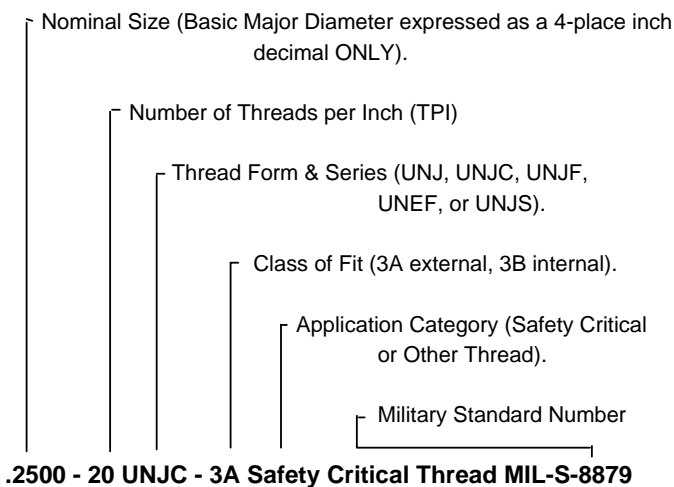 Nominal Size (Basic Major Diameter expressed as a 4-place inch
decimal ONLY).
Number of Threads per Inch (TPI)
Thread Form & Series (UNJ, UNJC, UNJF,
UNEF, or UNJS).
Class of Fit (3A external, 3B internal).
Application Category (Safety Critical
or Other Thread).
Military Standard Number
.2500 - 20 UNJC - 3A Safety Critical Thread MIL-S-8879